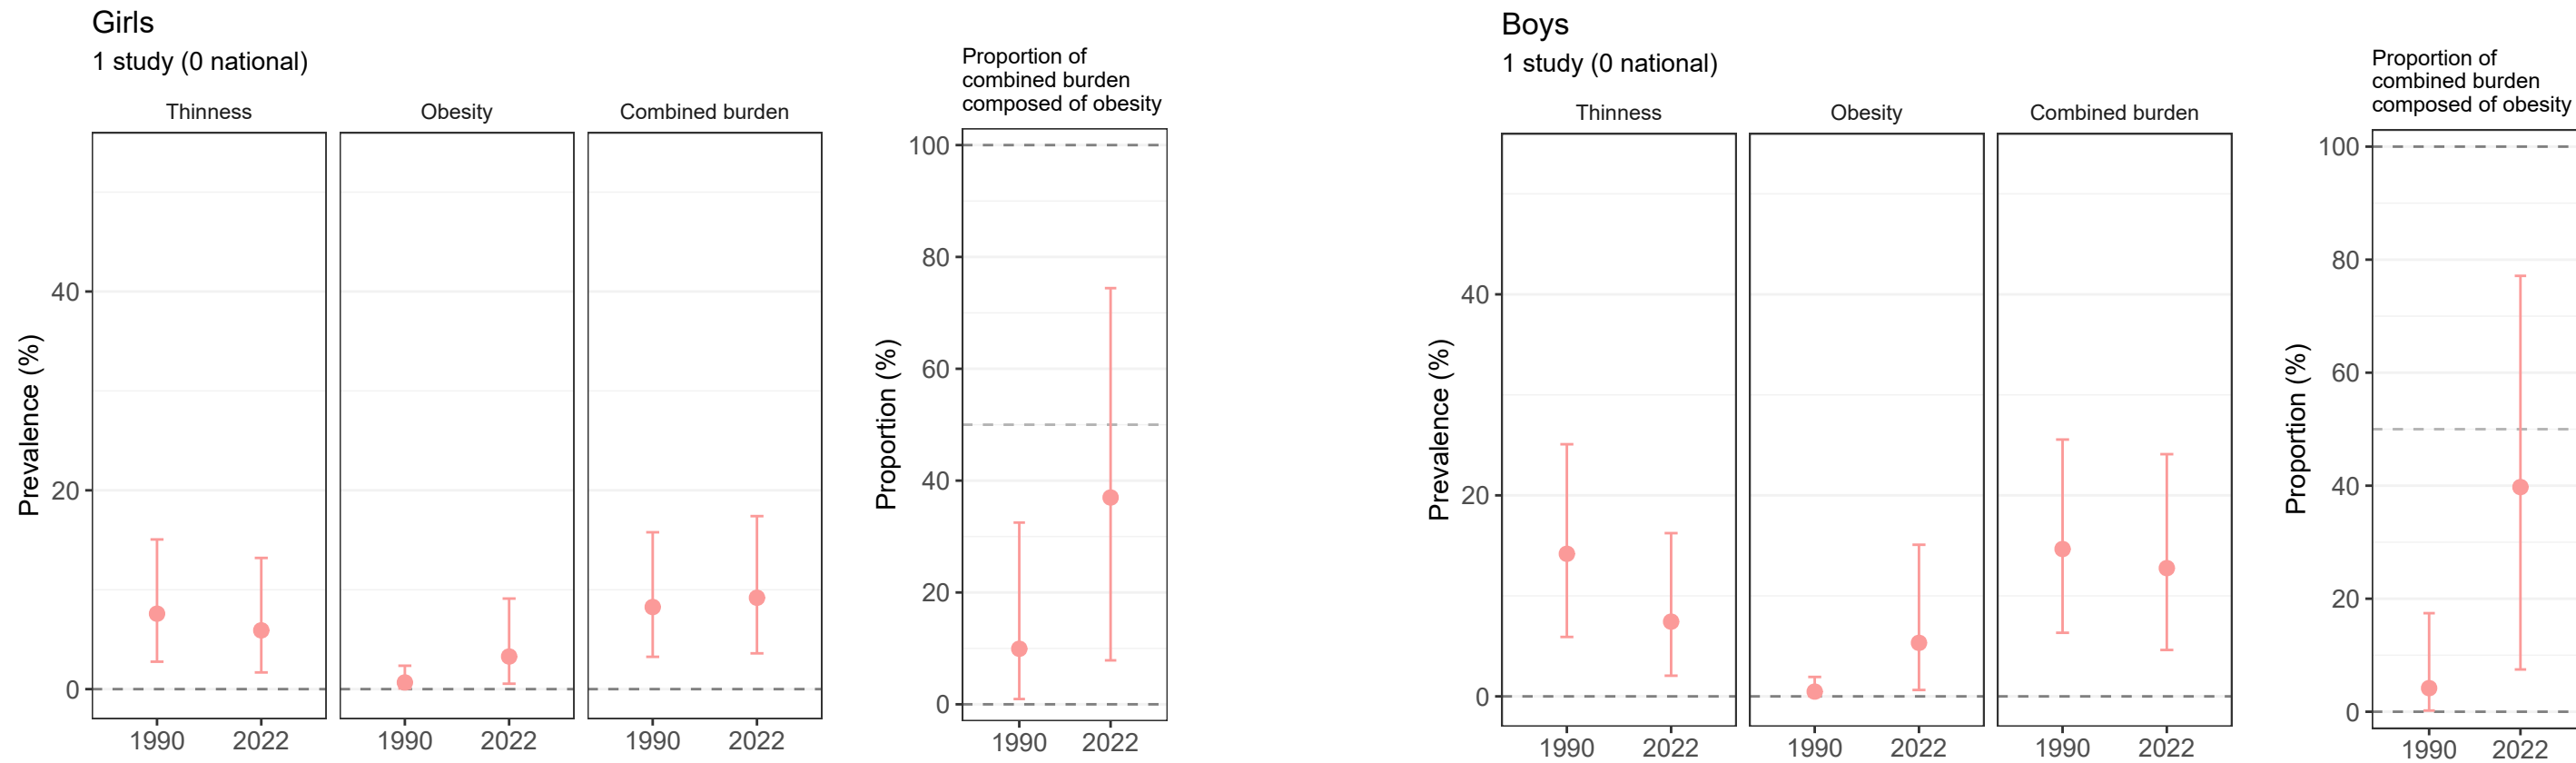 Girls
1 study (0 national)
Thinness
Obesity
Combined burden
Prevalence (%)
40
20
0
1990
2022
1990
2022
1990
2022
Proportion of
combined burden
composed of obesity
Proportion (%)
100
80
60
40
20
0
1990
2022
Boys
1 study (0 national)
Thinness
Obesity
Combined burden
Prevalence (%)
40
20
0
1990
2022
1990
2022
1990
2022
Proportion of
combined burden
composed of obesity
Proportion (%)
100
80
60
40
20
0
1990
2022